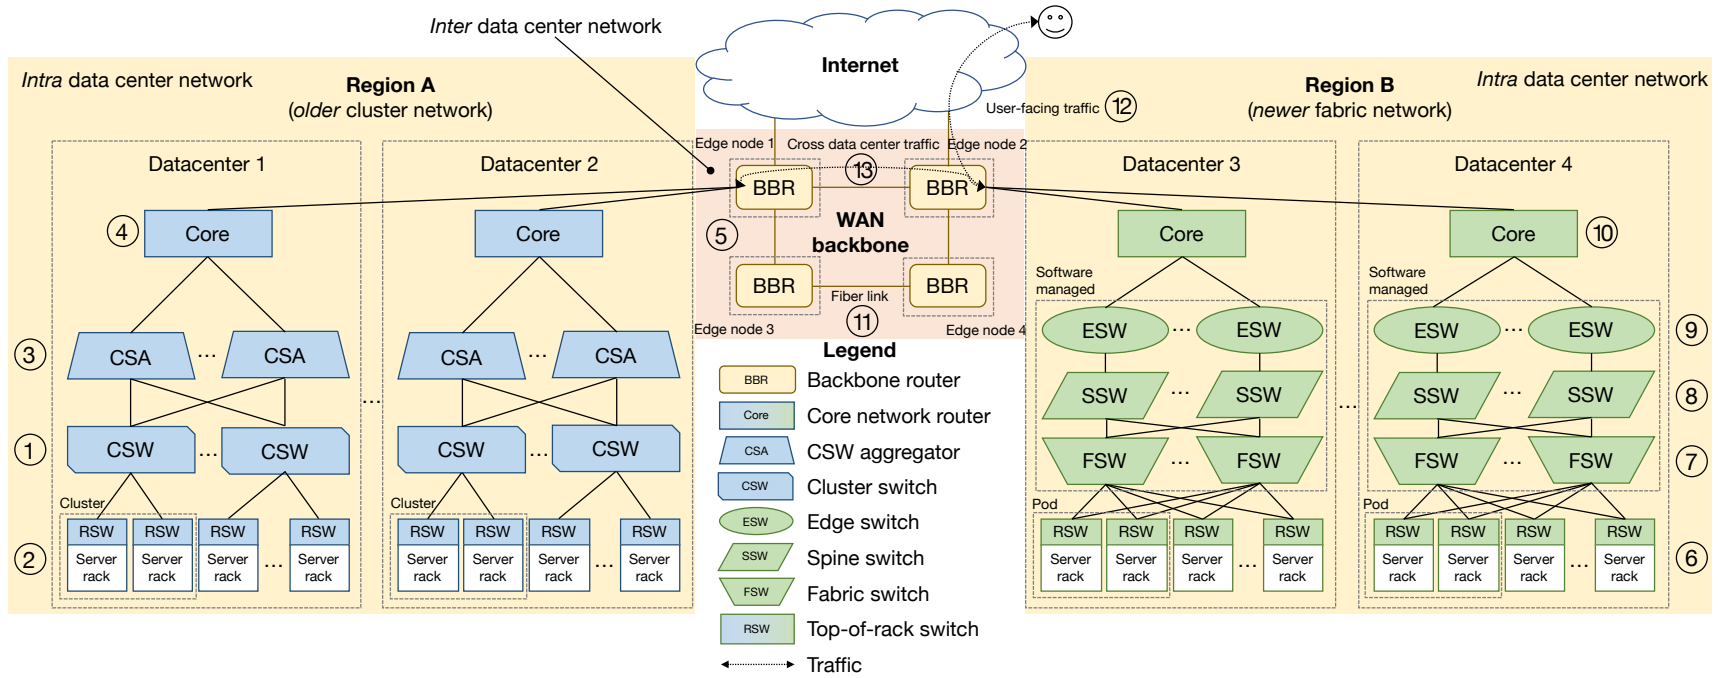 Inter data center network
Internet
Intra data center network
Region A
(older cluster network)
Region B
(newer fabric network)
Intra data center network
User-facing traffic 12
Edge node 1
Cross data center traffic
Edge node 2
13
BBR
BBR
WAN
backbone
5
BBR
BBR
Fiber link
11
Edge node 3
Edge node 4
Datacenter 1
4
Core
3
CSA
...
CSA
1
CSW
...
CSW
Cluster
RSW
RSW
RSW
RSW
2
Server
rack
Server
rack
Server
rack
...
Server
rack
...
Datacenter 2
Core
CSA
...
CSA
CSW
...
CSW
Cluster
RSW
RSW
RSW
RSW
Server
rack
Server
rack
Server
rack
...
Server
rack
Legend
BBR Backbone router
Core Core network router
CSA CSW aggregator
CSW Cluster switch
ESW Edge switch
SSW Spine switch
FSW Fabric switch
RSW Top-of-rack switch
Traffic
Datacenter 3
Core
Software
managed
ESW
...
ESW
SSW
...
SSW
FSW
...
FSW
Pod
RSW
RSW
RSW
RSW
Server
rack
Server
rack
Server
rack
...
Server
rack
...
Datacenter 4
Core
10
Software
managed
ESW
...
ESW
9
SSW
...
SSW
8
FSW
...
FSW
7
Pod
RSW
RSW
RSW
RSW
Server
rack
Server
rack
Server
rack
...
Server
rack
6